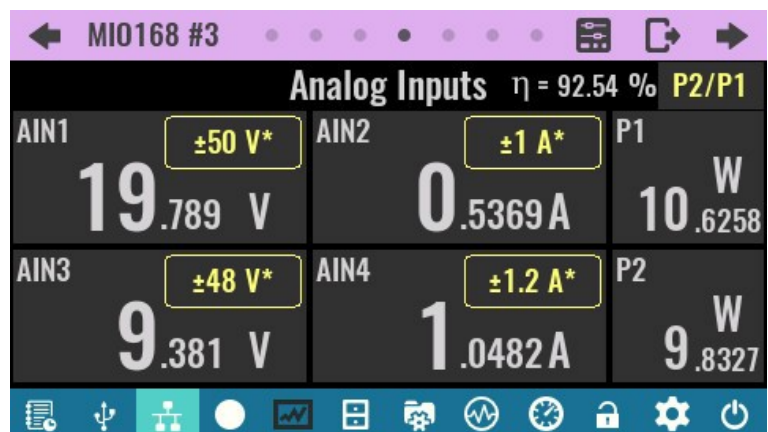 MIO168 #3
Analog Inputs η = 92.54 % P2/P1
AIN1 ±50 V* AIN2 ±1 A* P1
19.789 V 0.5369 A 10.6258 W
AIN3 ±48 V* AIN4 ±1.2 A* P2
9.381 V 1.0482 A 9.8327 W